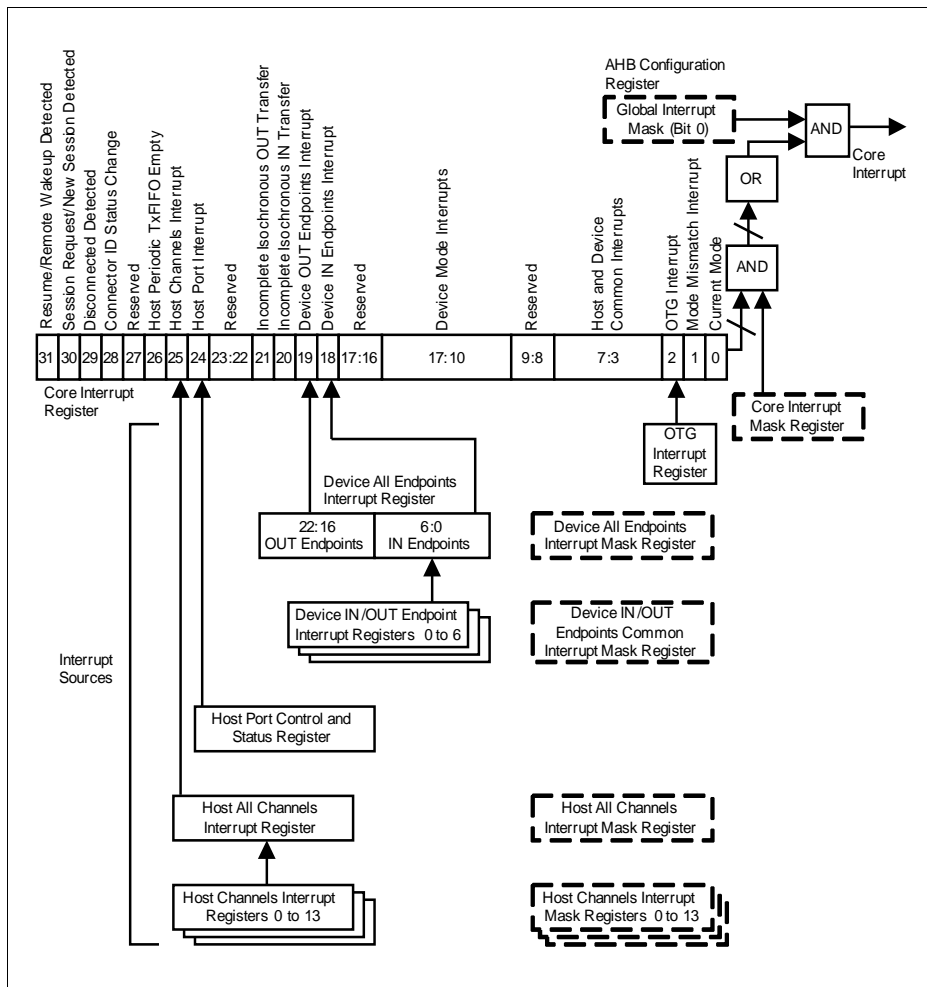 AHB Configuration
Register
Global Interrupt
Mask (Bit 0)
AND
Core
Interrupt
OR
AND
Resume/Remote Wakeup Detected
Session Request/New Session Detected
Disconnected Detected
Connector ID Status Change
Reserved
Host Periodic TxFIFO Empty
Host Channels Interrupt
Host Port Interrupt
Reserved
Incomplete Isochronous OUT Transfer
Incomplete Isochronous IN Transfer
Device OUT Endpoints Interrupt
Device IN Endpoints Interrupt
Reserved
Device Mode Interrupts
Reserved
Host and Device
Common Interrupts
OTG Interrupt
Mode Mismatch Interrupt
Current Mode
31 30 29 28 27 26 25 24 23:22 21 20 19 18 17:16 17:10 9:8 7:3 2 1 0
Core Interrupt
Register
Core Interrupt
Mask Register
OTG
Interrupt
Register
Device All Endpoints
Interrupt Register
22:16
OUT Endpoints
6:0
IN Endpoints
Device All Endpoints
Interrupt Mask Register
Device IN/OUT Endpoint
Interrupt Registers 0 to 6
Device IN/OUT
Endpoints Common
Interrupt Mask Register
Interrupt
Sources
Host Port Control and
Status Register
Host All Channels
Interrupt Register
Host All Channels
Interrupt Mask Register
Host Channels Interrupt
Registers 0 to 13
Host Channels Interrupt
Mask Registers 0 to 13